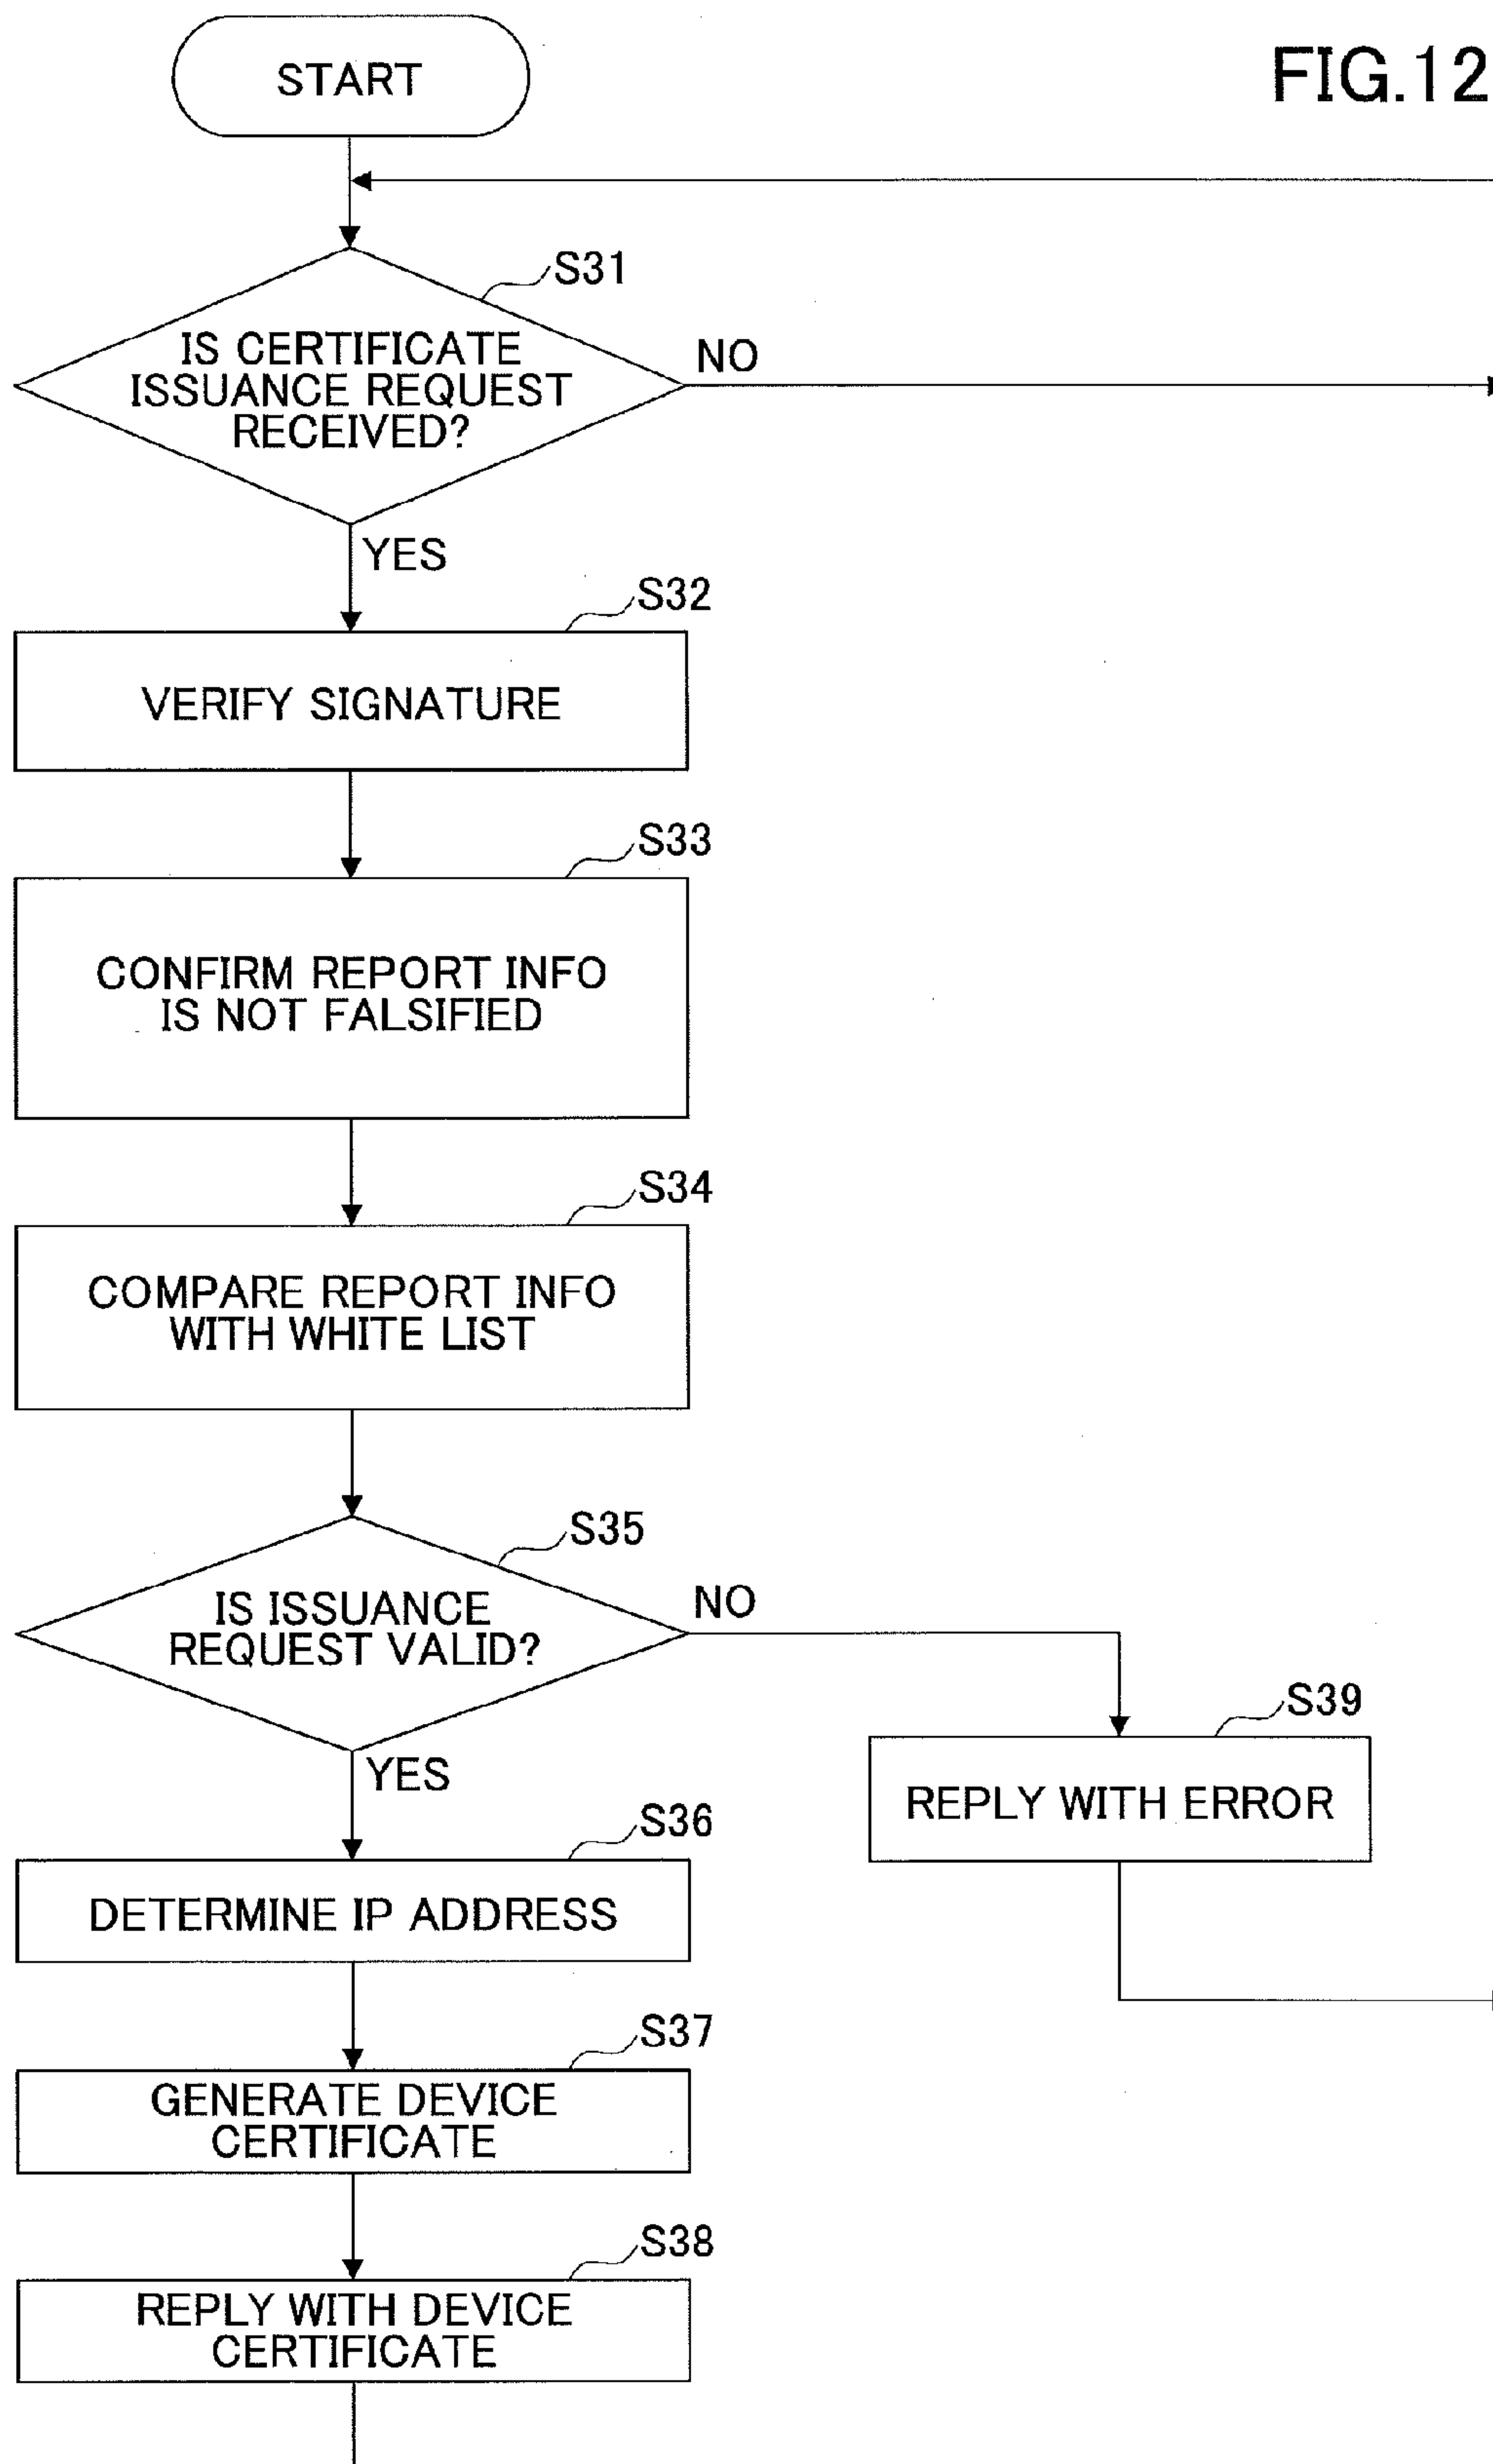 FIG.12
START
S31
IS CERTIFICATE
ISSUANCE REQUEST
RECEIVED?
NO
YES
S32
VERIFY SIGNATURE
S33
CONFIRM REPORT INFO
IS NOT FALSIFIED
S34
COMPARE REPORT INFO
WITH WHITE LIST
S35
IS ISSUANCE
REQUEST VALID?
NO
YES
S39
REPLY WITH ERROR
S36
DETERMINE IP ADDRESS
S37
GENERATE DEVICE
CERTIFICATE
S38
REPLY WITH DEVICE
CERTIFICATE